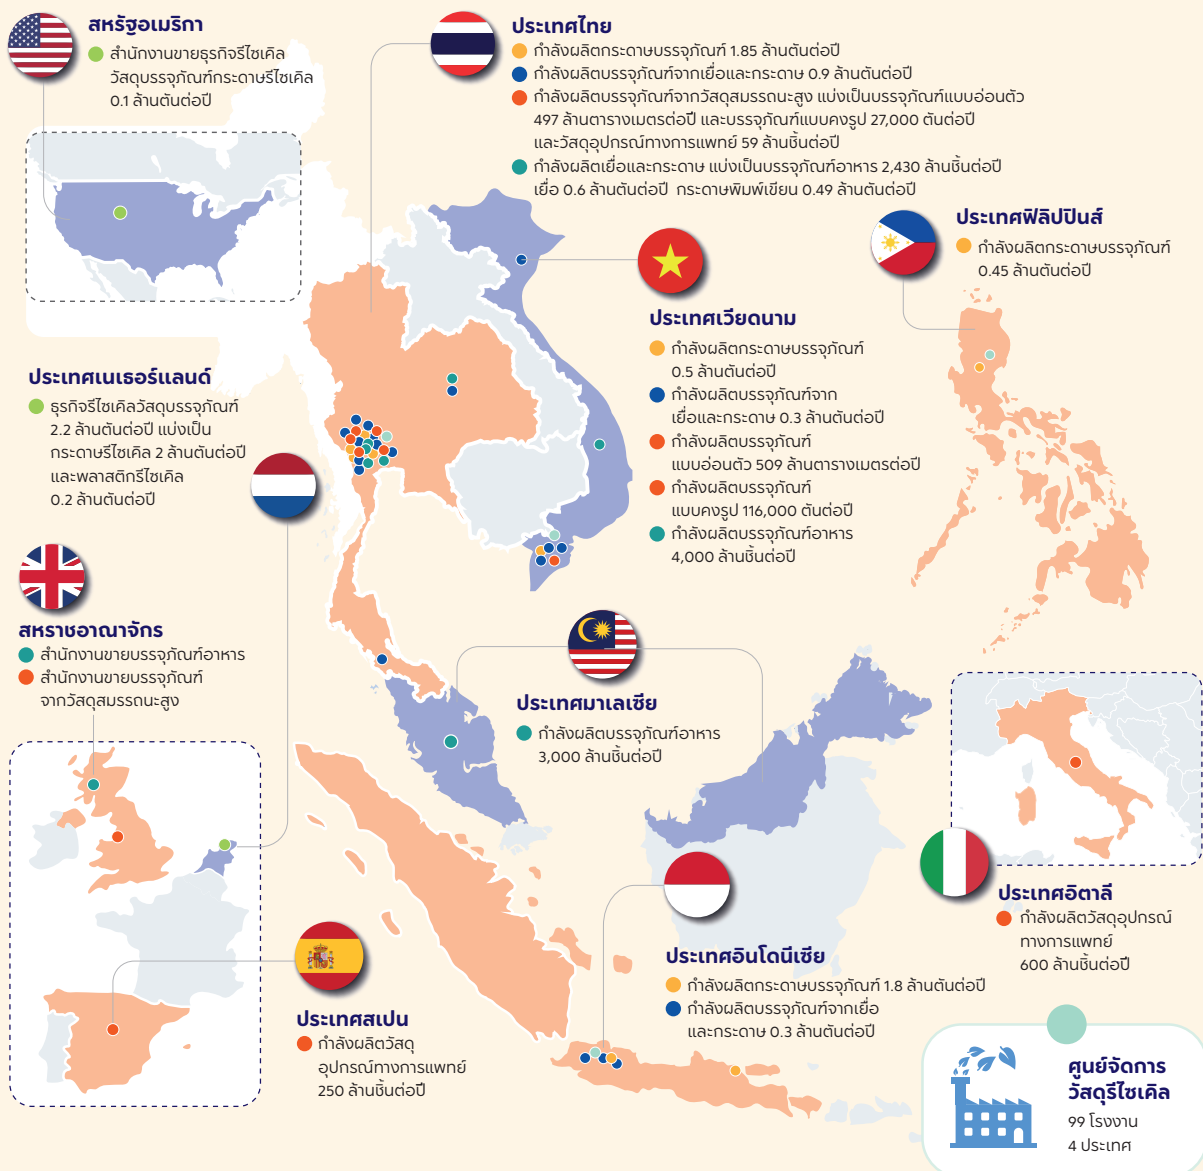 สหรัฐอเมริกา
สำนักงานขายธุรกิจรีไซเคิล
วัสดุบรรจุภัณฑ์กระดาษรีไซเคิล
0.1 ล้านตันต่อปี
ประเทศไทย
กำลังผลิตกระดาษบรรจุภัณฑ์ 1.85 ล้านตันต่อปี
กำลังผลิตบรรจุภัณฑ์จากเยื่อและกระดาษ 0.9 ล้านตันต่อปี
กำลังผลิตบรรจุภัณฑ์จากวัสดุสมรรถนะสูง แบ่งเป็นบรรจุภัณฑ์แบบอ่อนตัว
497 ล้านตารางเมตรต่อปี และบรรจุภัณฑ์แบบคงรูป 27,000 ตันต่อปี
และวัสดุอุปกรณ์ทางการแพทย์ 59 ล้านชิ้นต่อปี
กำลังผลิตเยื่อและกระดาษ แบ่งเป็นบรรจุภัณฑ์อาหาร 2,430 ล้านชิ้นต่อปี
เยื่อ 0.6 ล้านตันต่อปี กระดาษพิมพ์เขียน 0.49 ล้านตันต่อปี
ประเทศฟิลิปปินส์
กำลังผลิตกระดาษบรรจุภัณฑ์
0.45 ล้านตันต่อปี
ประเทศเวียดนาม
กำลังผลิตกระดาษบรรจุภัณฑ์
0.5 ล้านตันต่อปี
กำลังผลิตบรรจุภัณฑ์จาก
เยื่อและกระดาษ 0.3 ล้านตันต่อปี
กำลังผลิตบรรจุภัณฑ์
แบบอ่อนตัว 509 ล้านตารางเมตรต่อปี
กำลังผลิตบรรจุภัณฑ์
แบบคงรูป 116,000 ตันต่อปี
กำลังผลิตบรรจุภัณฑ์อาหาร
4,000 ล้านชิ้นต่อปี
ประเทศเนเธอร์แลนด์
ธุรกิจรีไซเคิลวัสดุบรรจุภัณฑ์
2.2 ล้านตันต่อปี แบ่งเป็น
กระดาษรีไซเคิล 2 ล้านตันต่อปี
และพลาสติกรีไซเคิล
0.2 ล้านตันต่อปี
สหราชอาณาจักร
สำนักงานขายบรรจุภัณฑ์อาหาร
สำนักงานขายบรรจุภัณฑ์
จากวัสดุสมรรถนะสูง
ประเทศมาเลเซีย
กำลังผลิตบรรจุภัณฑ์อาหาร
3,000 ล้านชิ้นต่อปี
ประเทศอิตาลี
กำลังผลิตวัสดุอุปกรณ์
ทางการแพทย์
600 ล้านชิ้นต่อปี
ประเทศอินโดนีเซีย
กำลังผลิตกระดาษบรรจุภัณฑ์ 1.8 ล้านตันต่อปี
กำลังผลิตบรรจุภัณฑ์จากเยื่อ
และกระดาษ 0.3 ล้านตันต่อปี
ประเทศสเปน
กำลังผลิตวัสดุ
อุปกรณ์ทางการแพทย์
250 ล้านชิ้นต่อปี
ศูนย์จัดการ
วัสดุรีไซเคิล
99 โรงงาน
4 ประเทศ